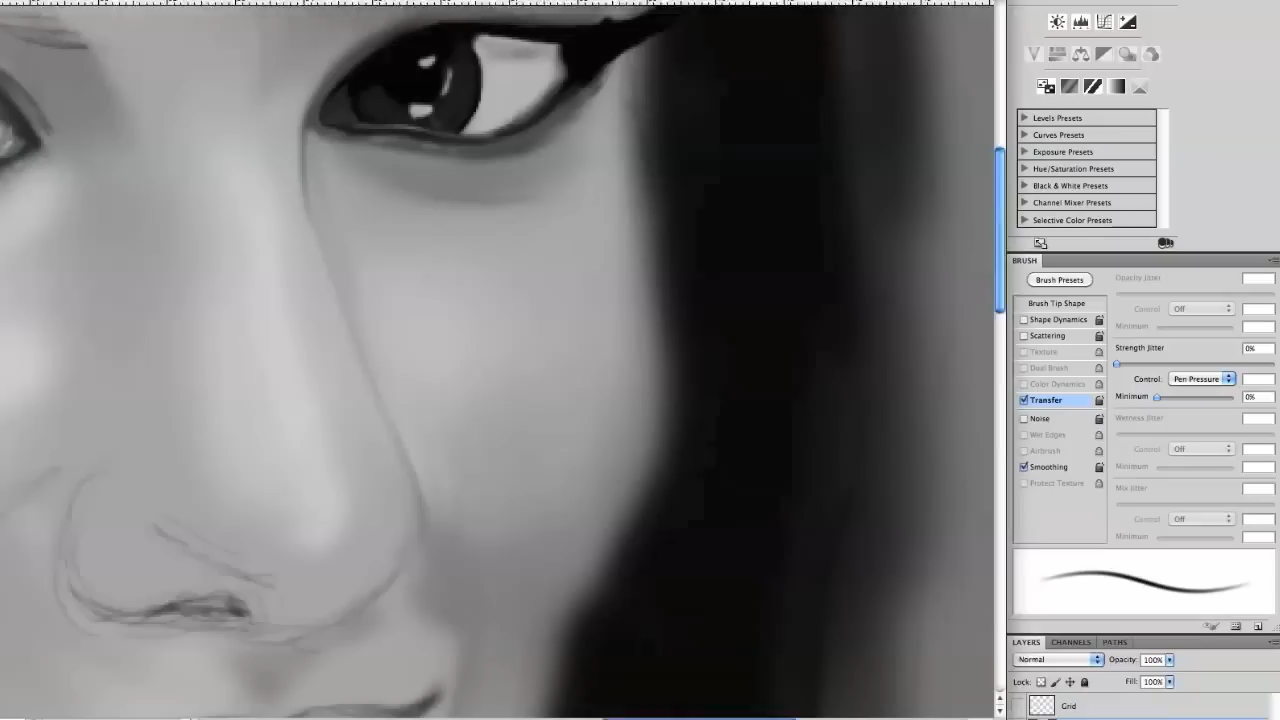 Levels Presets
Curves Presets
Exposure Presets
Hue/Saturation Presets
Black & White Presets
Channel Mixer Presets
Selective Color Presets
BRUSH
Brush Presets
Opacity Jitter
Brush Tip Shape
Control Off
Shape Dynamics
Minimum
Scattering
Strength Jitter 0%
Texture
Dual Brush
Control: Pen Pressure
Color Dynamics
Transfer
Minimum 0%
Noise
Wetness Jitter
Wet Edges
Airbrush
Control Off
Smoothing
Minimum
Protect Texture
Mix Jitter
Control Off
Minimum
LAYERS CHANNELS PATHS
Normal Opacity: 100%
Lock: Fill: 100%
Grid